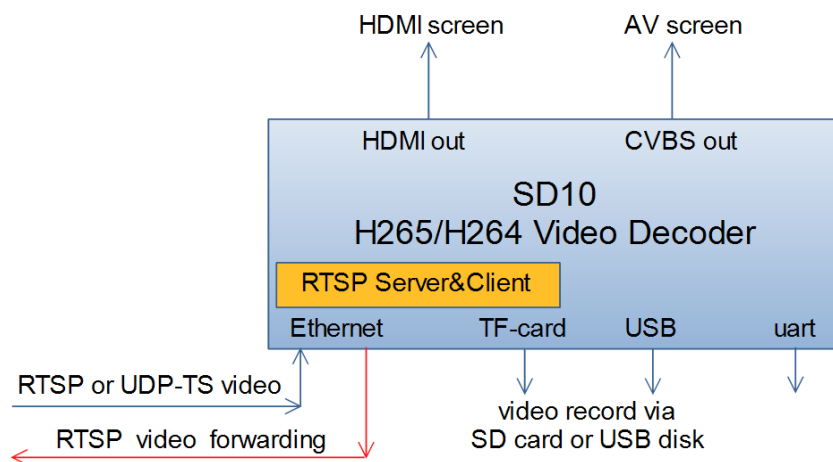 HDMI screen
AV screen
HDMI out
CVBS out
SD10
H265/H264 Video Decoder
RTSP Server&Client
Ethernet
TF-card
USB
uart
RTSP or UDP-TS video
RTSP video forwarding
video record via
SD card or USB disk